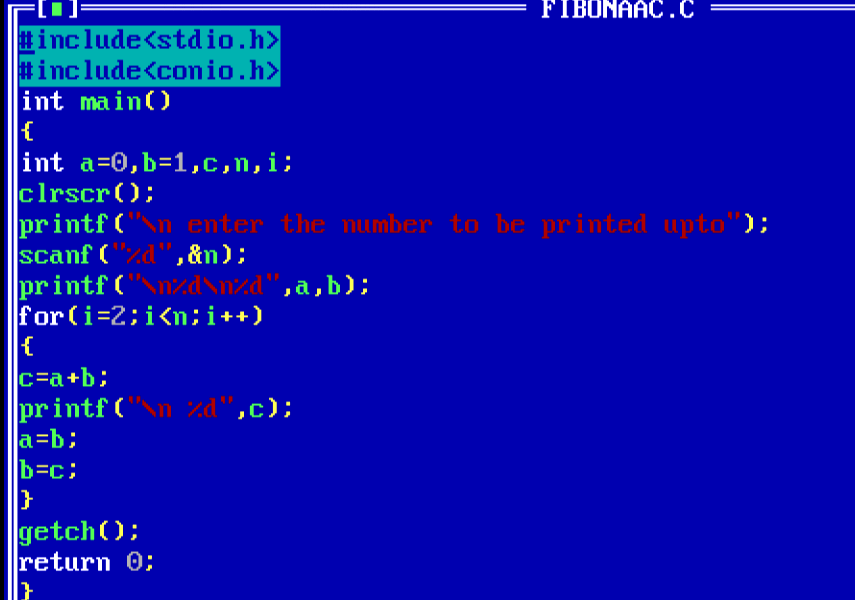 [■] FIBONAAC.C
#include<stdio.h>
#include<conio.h>
int main()
{
int a=0,b=1,c,n,i;
clrscr();
printf("\n enter the number to be printed upto");
scanf("%d",&n);
printf("\n%d\n%d",a,b);
for(i=2;i<n;i++)
{
c=a+b;
printf("\n %d",c);
a=b;
b=c;
}
getch();
return 0;
}